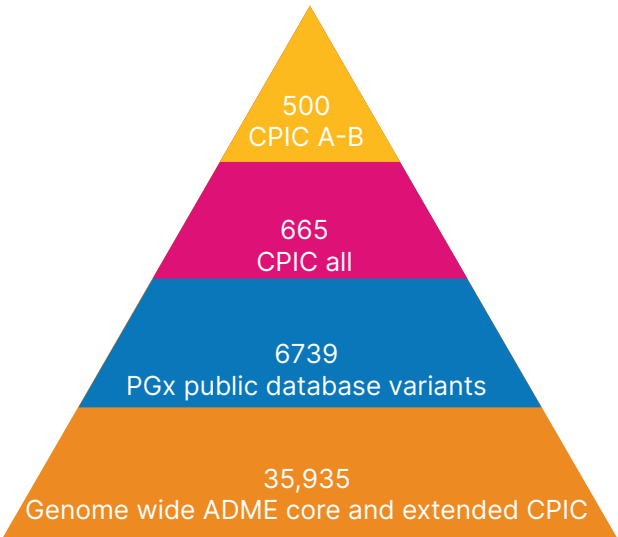 500
CPIC A-B
665
CPIC all
6739
PGx public database variants
35,935
Genome wide ADME core and extended CPIC